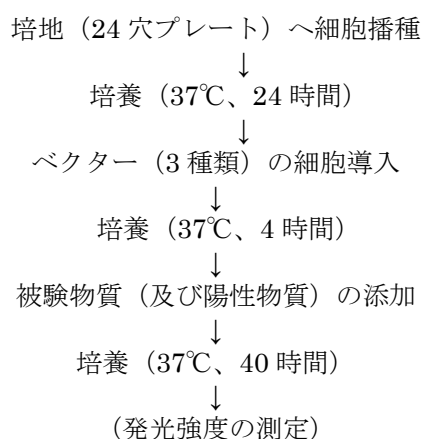 培地（24 穴プレート）へ細胞播種
↓
培養（37℃、24 時間）
↓
ベクター（3 種類）の細胞導入
↓
培養（37℃、4 時間）
↓
被験物質（及び陽性物質）の添加
↓
培養（37℃、40 時間）
↓
（発光強度の測定）